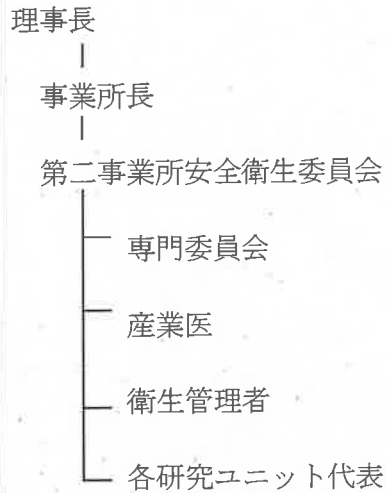 理事長
事業所長
第二事業所安全衛生委員会
専門委員会
産業医
衛生管理者
各研究ユニット代表